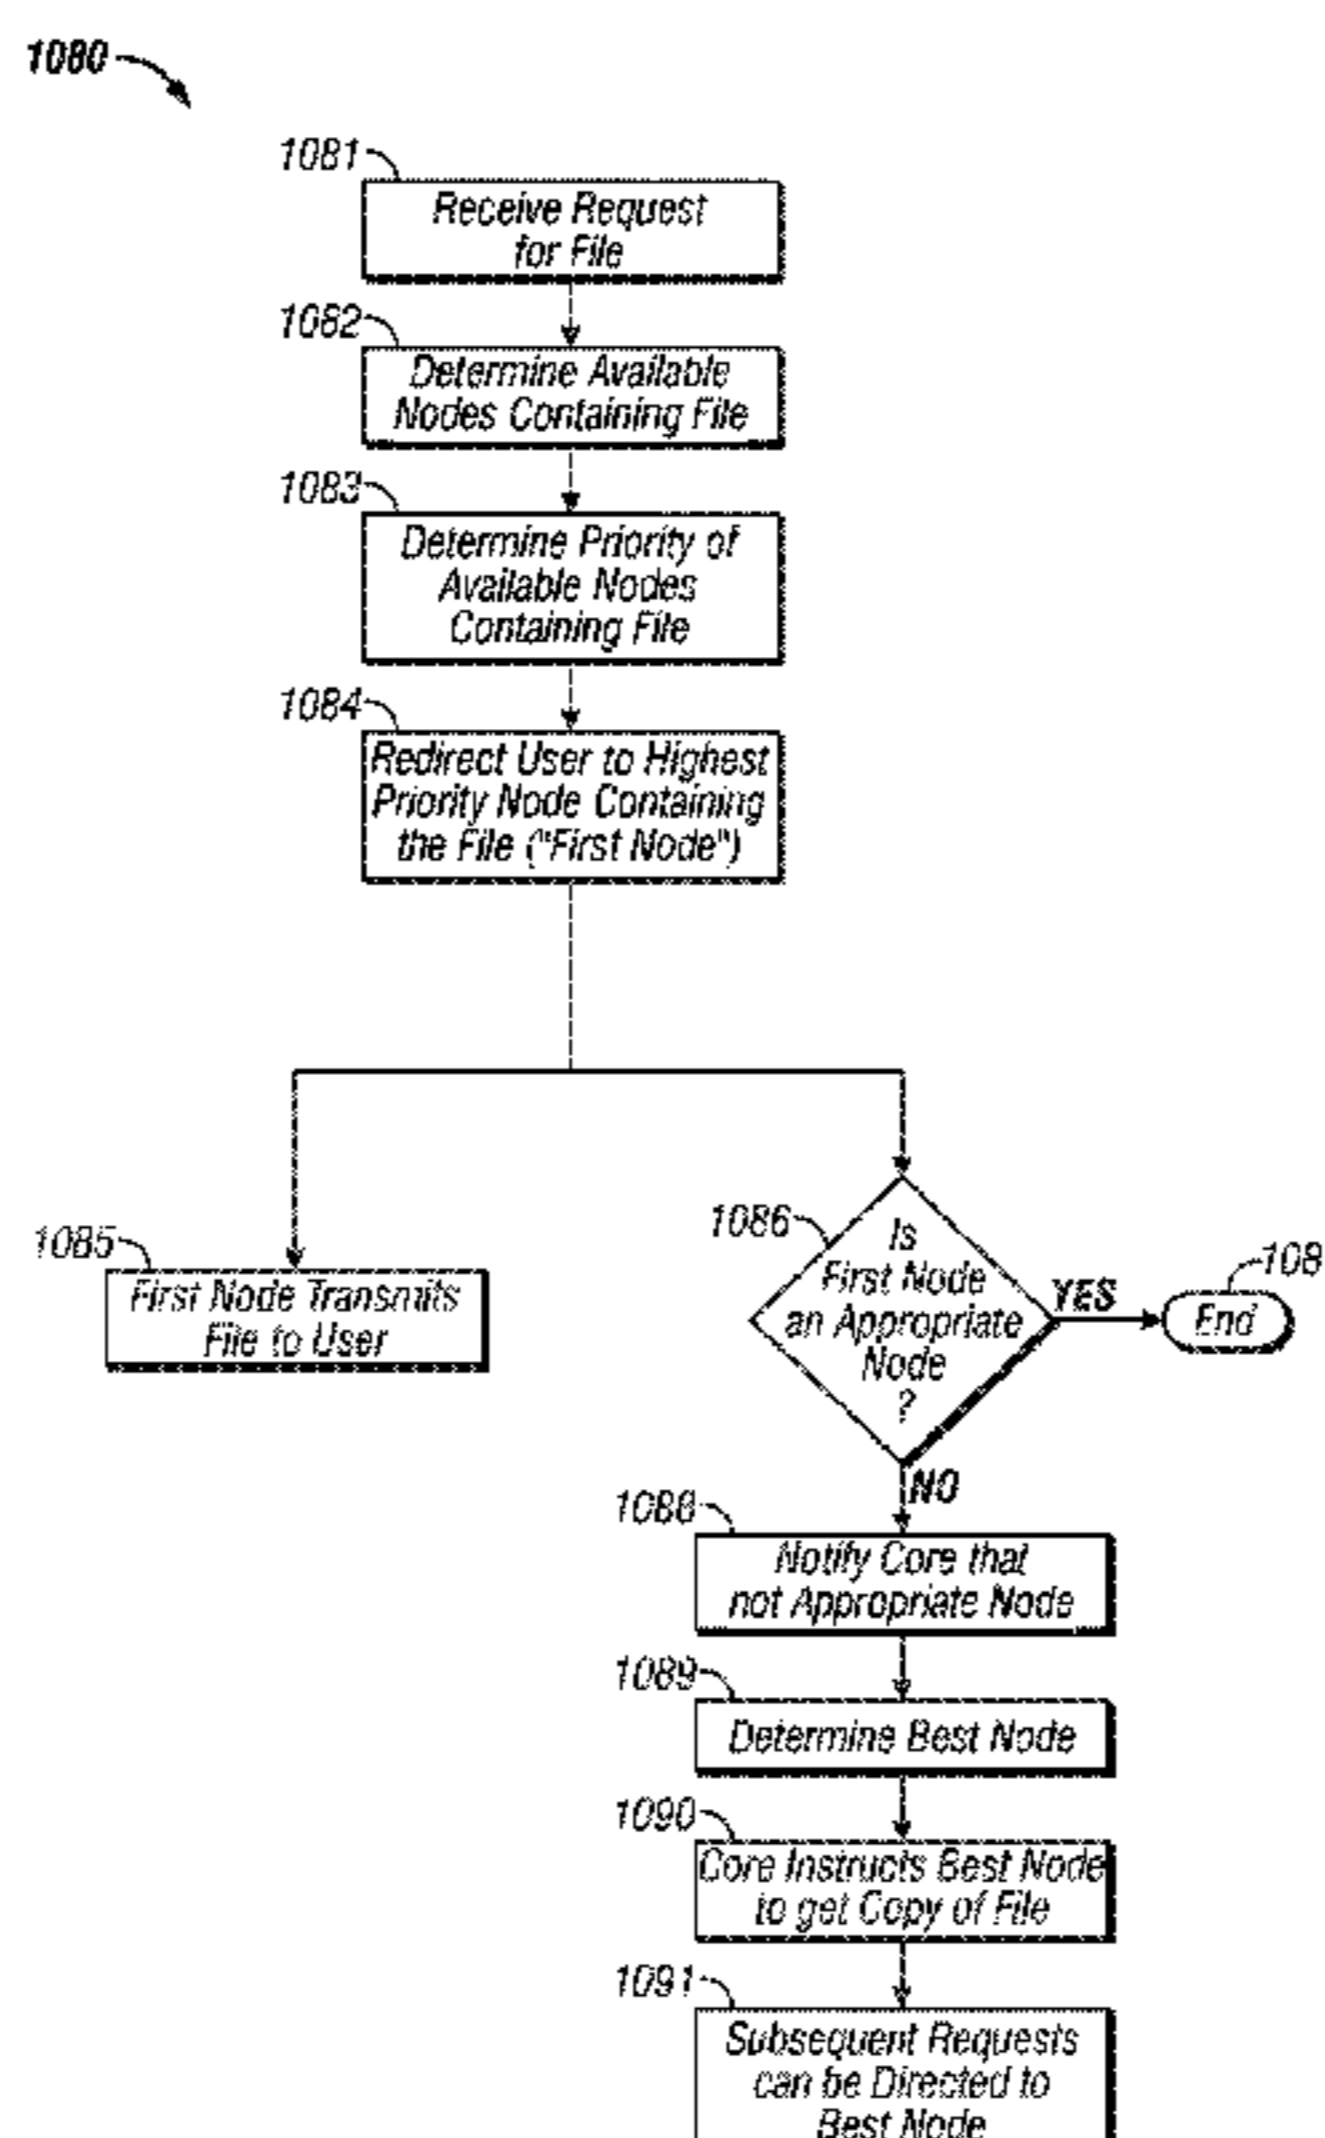 1080
1081
Receive Request
for File
1082
Determine Available
Nodes Containing File
1083
Determine Priority of
Available Nodes
Containing File
1084
Redirect User to Highest
Priority Node Containing
the File ("First Node")
1085
First Node Transmits
File to User
1086
Is
First Node
an Appropriate
Node
?
YES
108
End
NO
1088
Notify Core that
not Appropriate Node
1089
Determine Best Node
1090
Core Instructs Best Node
to get Copy of File
1091
Subsequent Requests
can be Directed to
Best Node